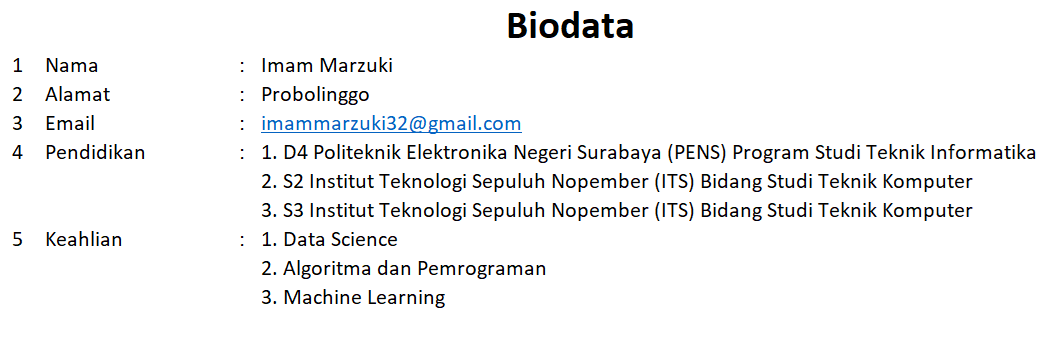 Biodata
1 Nama : Imam Marzuki
2 Alamat : Probolinggo
3 Email : imammarzuki32@gmail.com
4 Pendidikan : 1. D4 Politeknik Elektronika Negeri Surabaya (PENS) Program Studi Teknik Informatika
2. S2 Institut Teknologi Sepuluh Nopember (ITS) Bidang Studi Teknik Komputer
3. S3 Institut Teknologi Sepuluh Nopember (ITS) Bidang Studi Teknik Komputer
5 Keahlian : 1. Data Science
2. Algoritma dan Pemrograman
3. Machine Learning